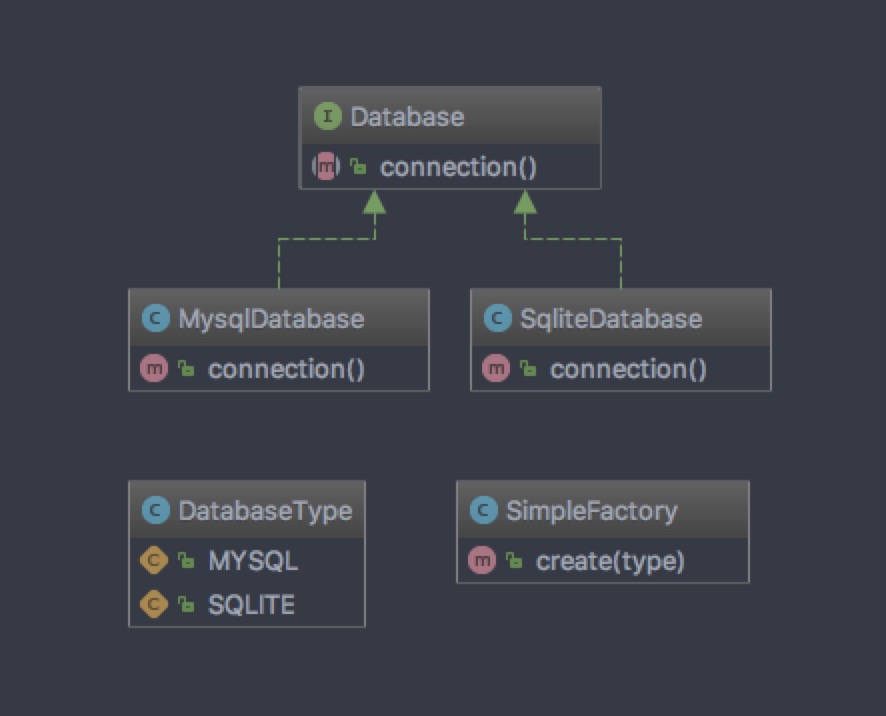 I Database
m connection()
C MysqlDatabase
m connection()
C SqliteDatabase
m connection()
C DatabaseType
C MYSQL
C SQLITE
C SimpleFactory
m create(type)